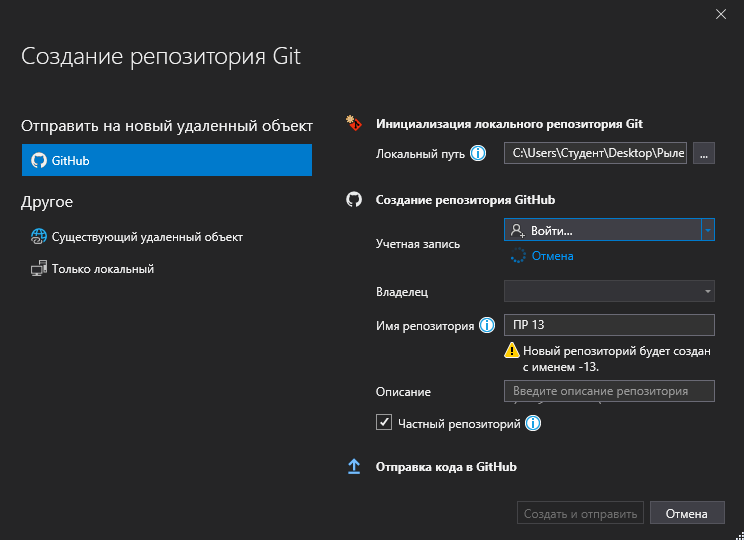 Создание репозитория Git
Отправить на новый удаленный объект
GitHub
Другое
Существующий удаленный объект
Только локальный
Инициализация локального репозитория Git
Локальный путь
C:\Users\Студент\Desktop\Рыле
...
Создание репозитория GitHub
Учетная запись
Войти...
Отмена
Владелец
Имя репозитория
ПР 13
Новый репозиторий будет создан
с именем -13.
Описание
Введите описание репозитория
Частный репозиторий
Отправка кода в GitHub
Создать и отправить
Отмена